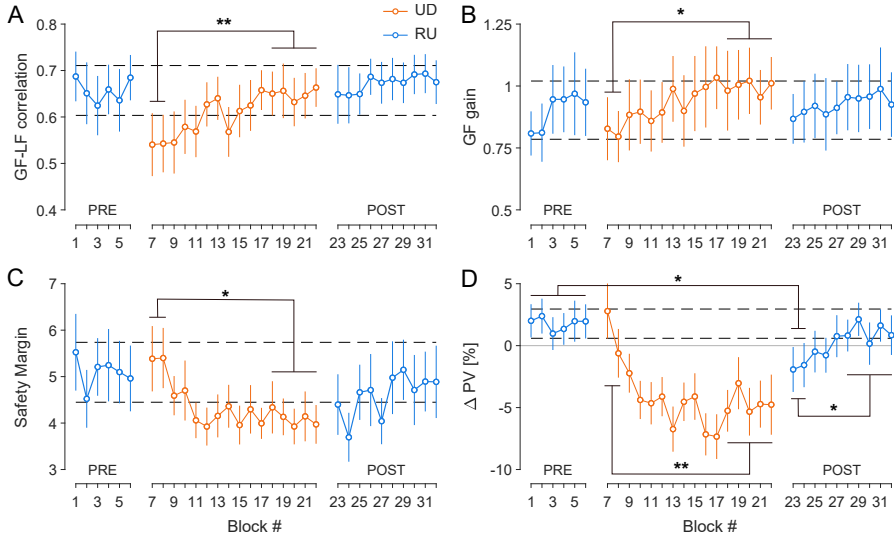 A
0.8
0.7
0.6
0.5
0.4
GF-LF correlation
**
UD
RU
PRE
POST
1 3 5 7 9 11 13 15 17 19 21 23 25 27 29 31
B
1
0.75
0.5
GF gain
*
PRE
POST
1 3 5 7 9 11 13 15 17 19 21 23 25 27 29 31
C
6
5
4
3
Safety Margin
*
PRE
POST
1 3 5 7 9 11 13 15 17 19 21 23 25 27 29 31
Block #
D
5
0
-5
-10
Δ PV [%]
*
*
**
PRE
POST
1 3 5 7 9 11 13 15 17 19 21 23 25 27 29 31
Block #